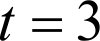 t = 3